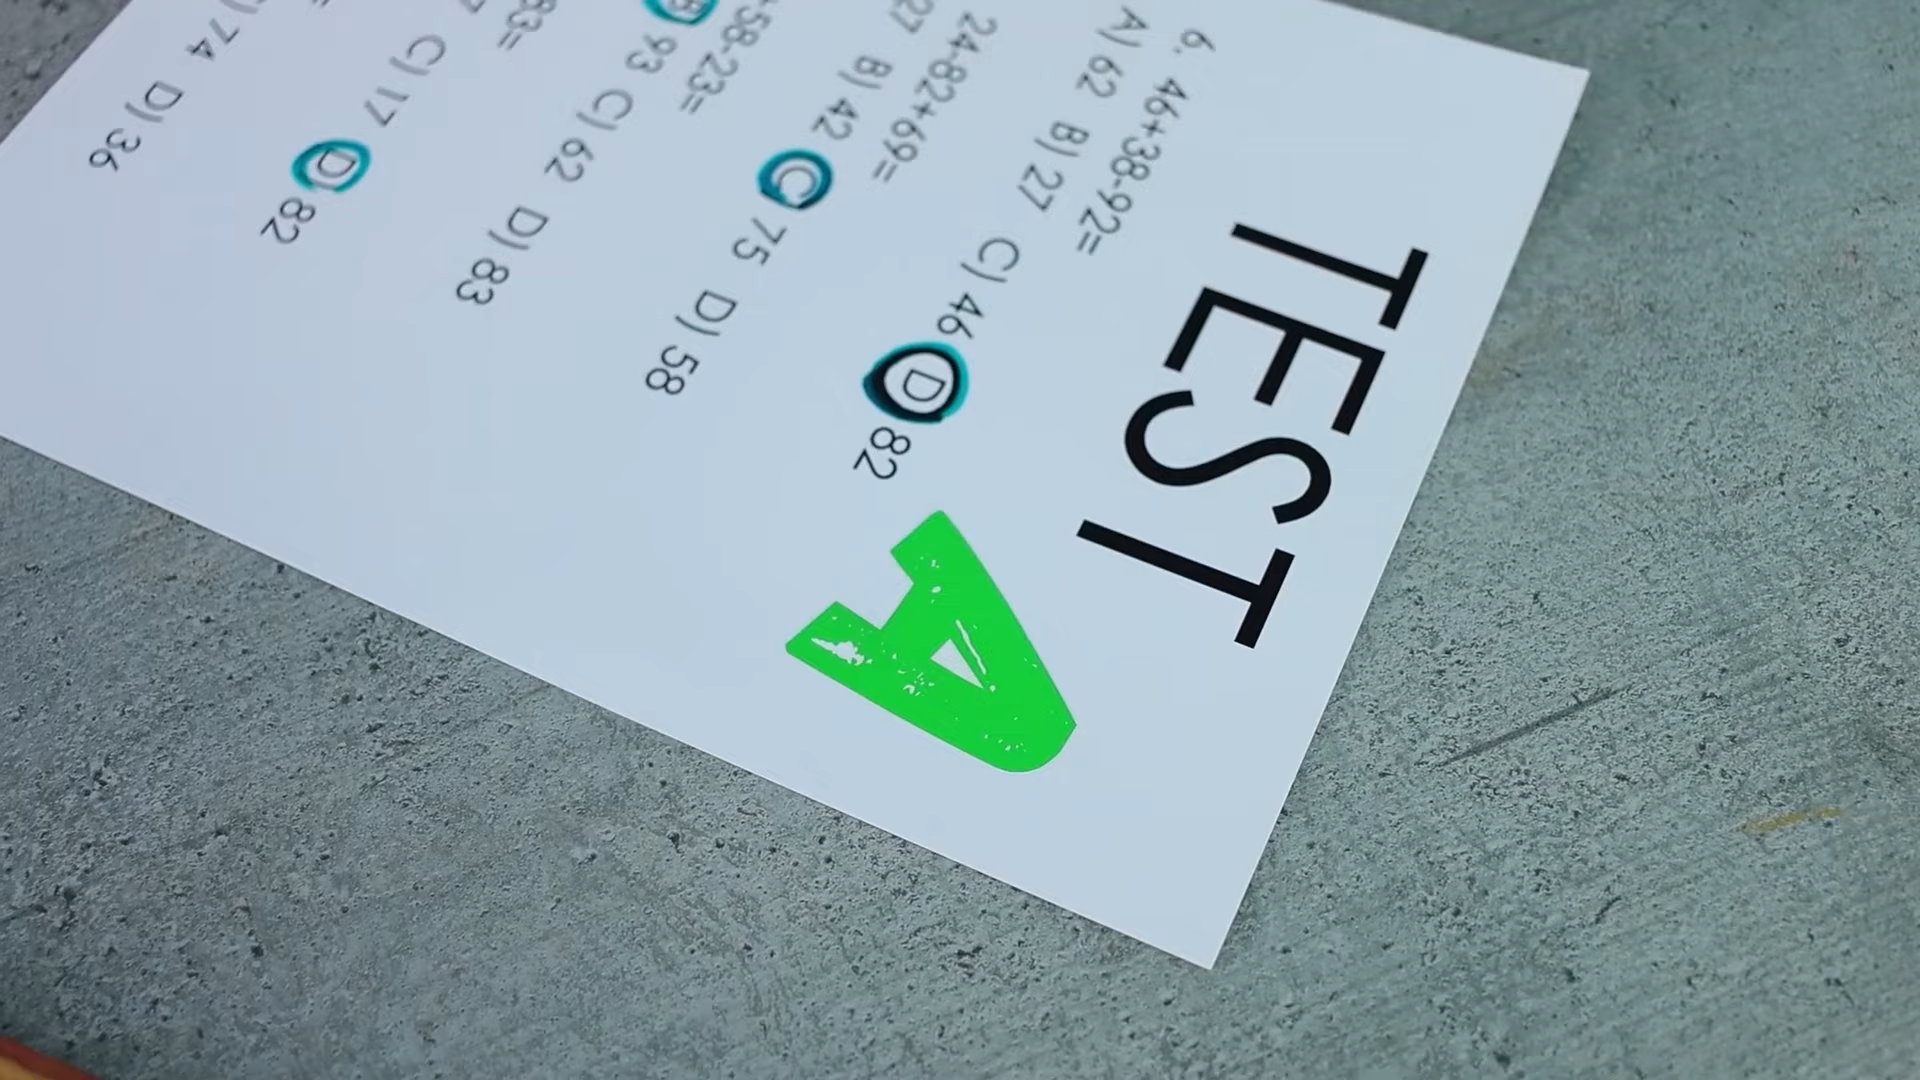 TEST
6. 46+38-92=
A) 62 B) 27 C) 46 D) 82
A
24-82+69=
27 B) 42 C) 75 D) 58
+58-23=
B) 93 C) 62 D) 83
83=
C) 17 D) 82
74 D) 36